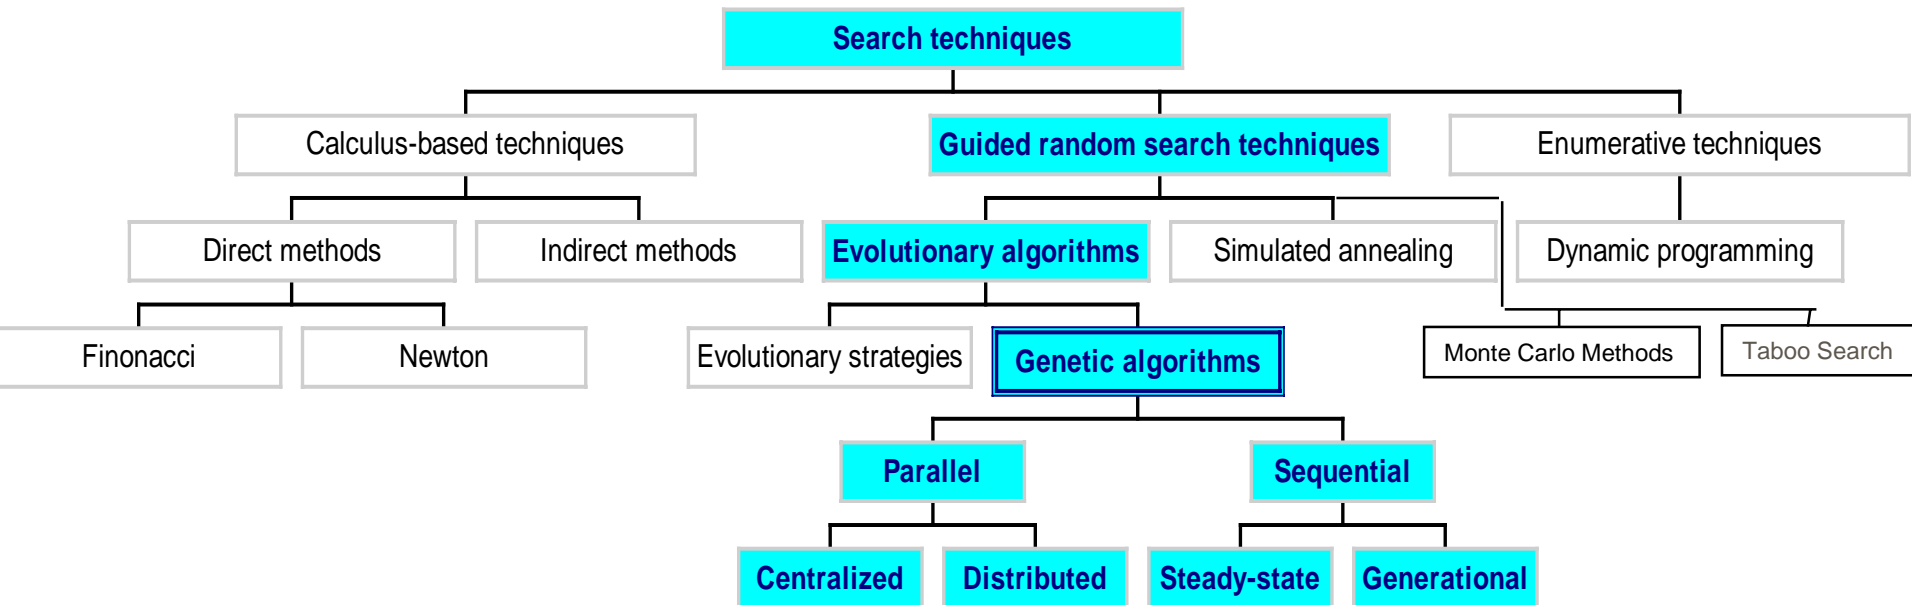 Search techniques
Calculus-based techniques
Guided random search techniques
Enumerative techniques
Direct methods
Indirect methods
Evolutionary algorithms
Simulated annealing
Dynamic programming
Finonacci
Newton
Evolutionary strategies
Genetic algorithms
Monte Carlo Methods
Taboo Search
Parallel
Sequential
Centralized
Distributed
Steady-state
Generational